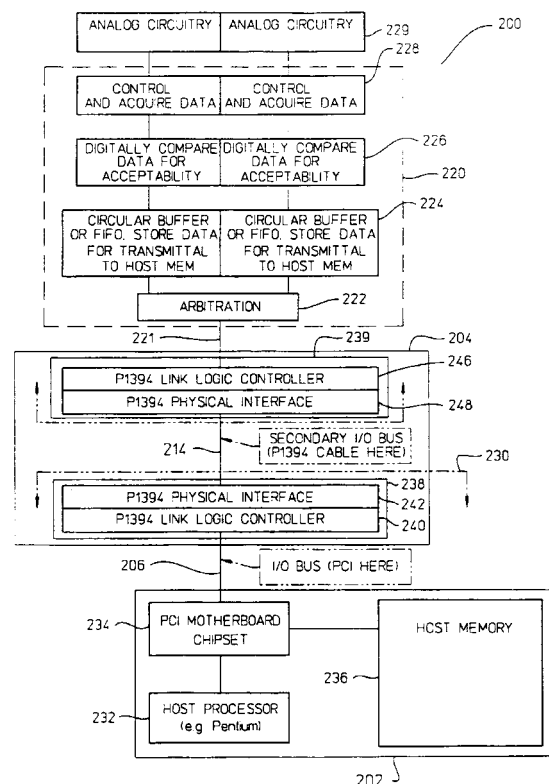 ANALOG CIRCUITRY ANALOG CIRCUITRY
229
228
200
CONTROL CONTROL
AND ACQUIRE DATA AND ACQUIRE DATA
DIGITALLY COMPARE DIGITALLY COMPARE
DATA FOR DATA FOR
ACCEPTABILITY ACCEPTABILITY
226
220
CIRCULAR BUFFER CIRCULAR BUFFER
OR FIFO, STORE DATA OR FIFO, STORE DATA
FOR TRANSMITTAL FOR TRANSMITTAL
TO HOST MEM TO HOST MEM
224
ARBITRATION
222
221
239
204
P1394 LINK LOGIC CONTROLLER
246
P1394 PHYSICAL INTERFACE
248
214
SECONDARY I/O BUS
(P1394 CABLE HERE)
230
238
P1394 PHYSICAL INTERFACE
242
P1394 LINK LOGIC CONTROLLER
240
206
I/O BUS (PCI HERE)
234
PCI MOTHERBOARD
CHIPSET
HOST MEMORY
236
232
HOST PROCESSOR
(e.g Pentium)
202